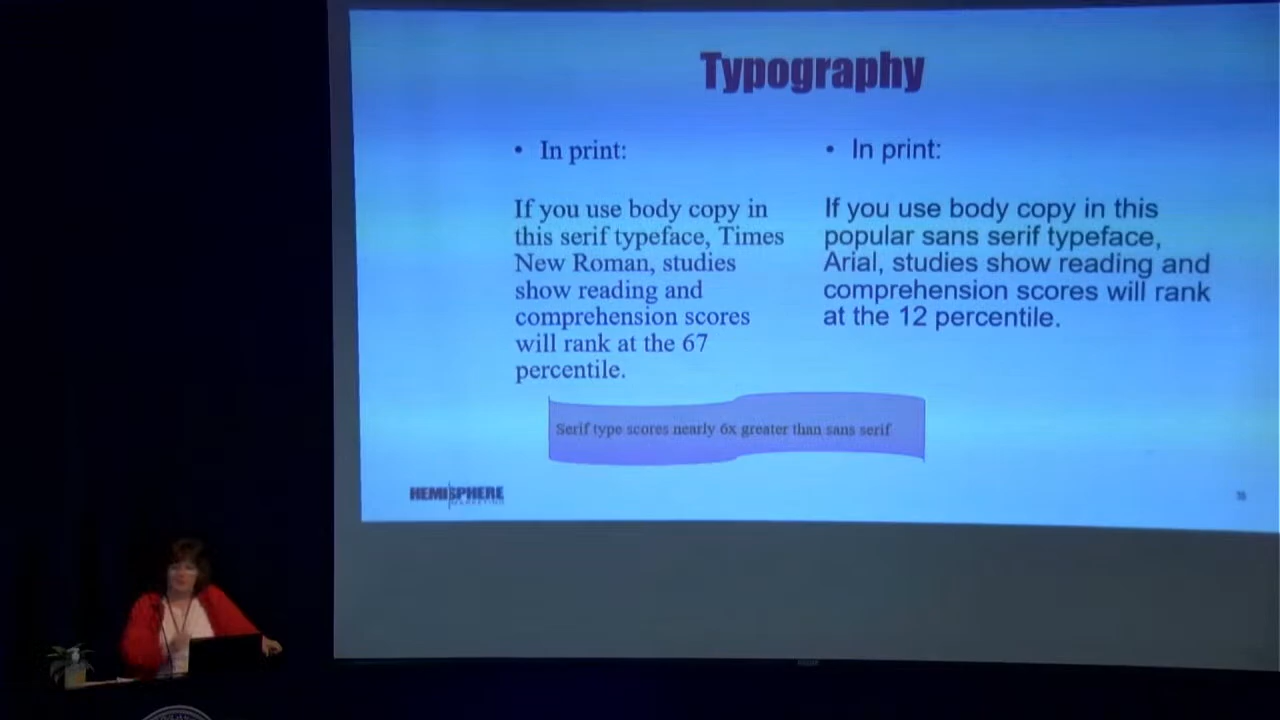 Typography
• In print:
If you use body copy in
this serif typeface, Times
New Roman, studies
show reading and
comprehension scores
will rank at the 67
percentile.
• In print:
If you use body copy in this
popular sans serif typeface,
Arial, studies show reading and
comprehension scores will rank
at the 12 percentile.
Serif type scores nearly 6x greater than sans serif
HEMISPHERE
MARKETING